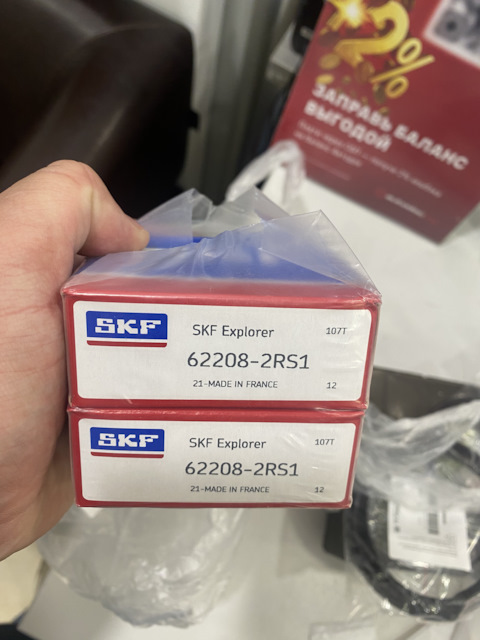 2%
ЗАПРАВЬ БАЛАНС
ВЫГОДОЙ
SKF
SKF Explorer
107T
62208-2RS1
21-MADE IN FRANCE
12
SKF
SKF Explorer
107T
62208-2RS1
21-MADE IN FRANCE
12